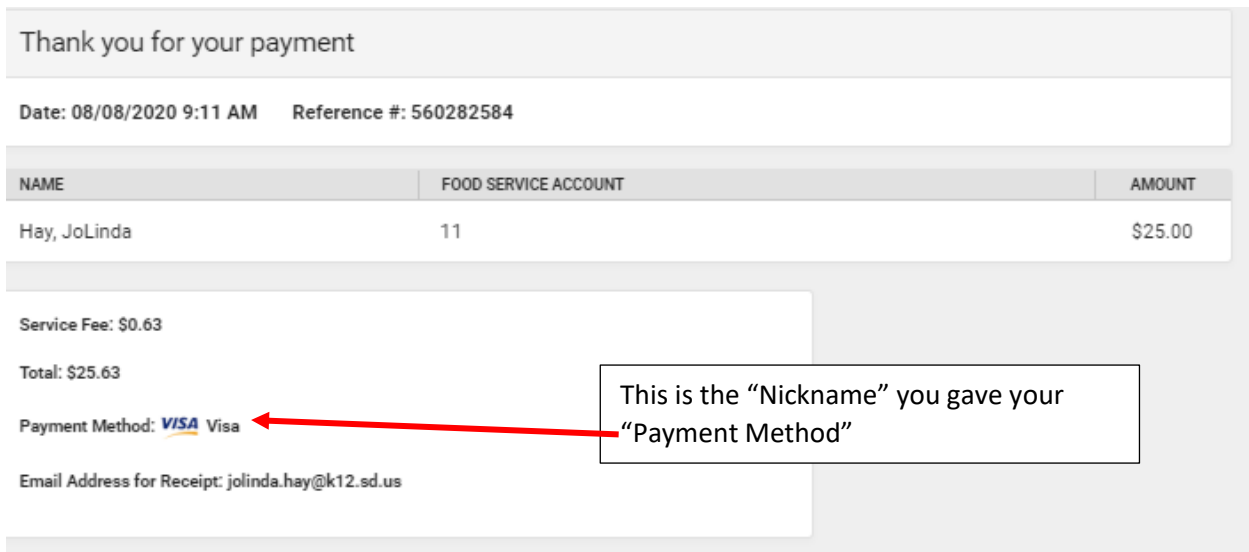 Thank you for your payment
Date: 08/08/2020 9:11 AM Reference #: 560282584
NAME FOOD SERVICE ACCOUNT AMOUNT
Hay, JoLinda 11 $25.00
Service Fee: $0.63
Total: $25.63
This is the “Nickname” you gave your
“Payment Method”
Payment Method: VISA Visa
Email Address for Receipt: jolinda.hay@k12.sd.us